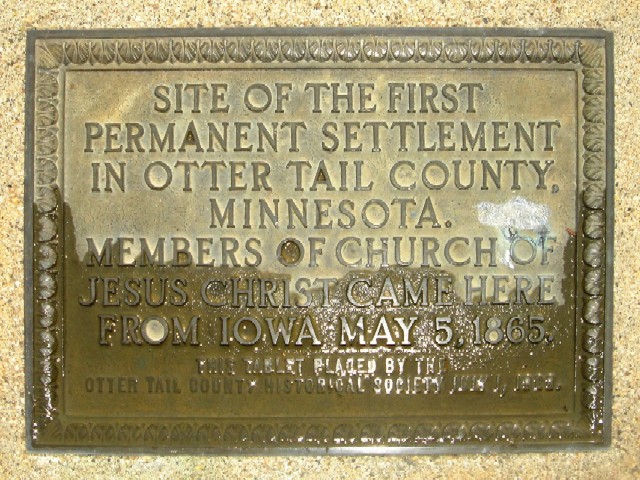 SITE OF THE FIRST
PERMANENT SETTLEMENT
IN OTTER TAIL COUNTY,
MINNESOTA.
MEMBERS OF CHURCH OF
JESUS CHRIST CAME HERE
FROM IOWA, MAY 5, 1865.
THIS TABLET PLACED BY THE
OTTER TAIL COUNTY HISTORICAL SOCIETY